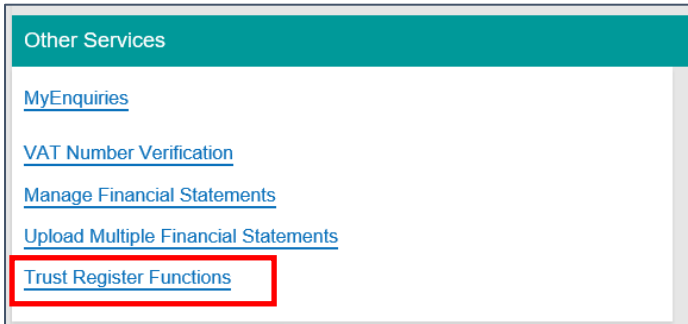 Other Services
MyEnquiries
VAT Number Verification
Manage Financial Statements
Upload Multiple Financial Statements
Trust Register Functions